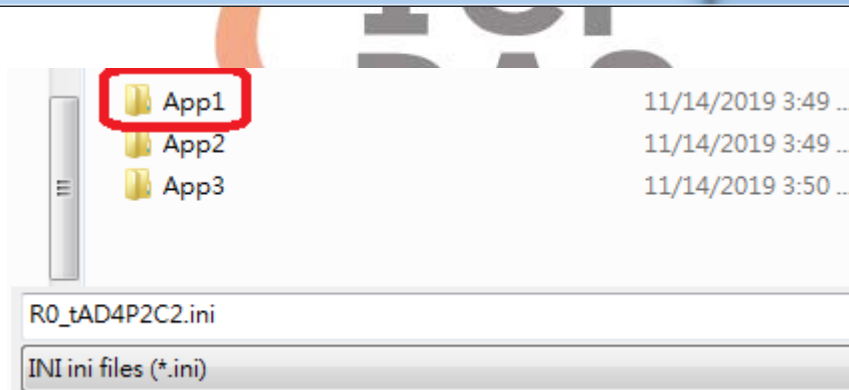 App1 11/14/2019 3:49 ...
App2 11/14/2019 3:49 ...
App3 11/14/2019 3:50 ...
R0_tAD4P2C2.ini
INI ini files (*.ini)